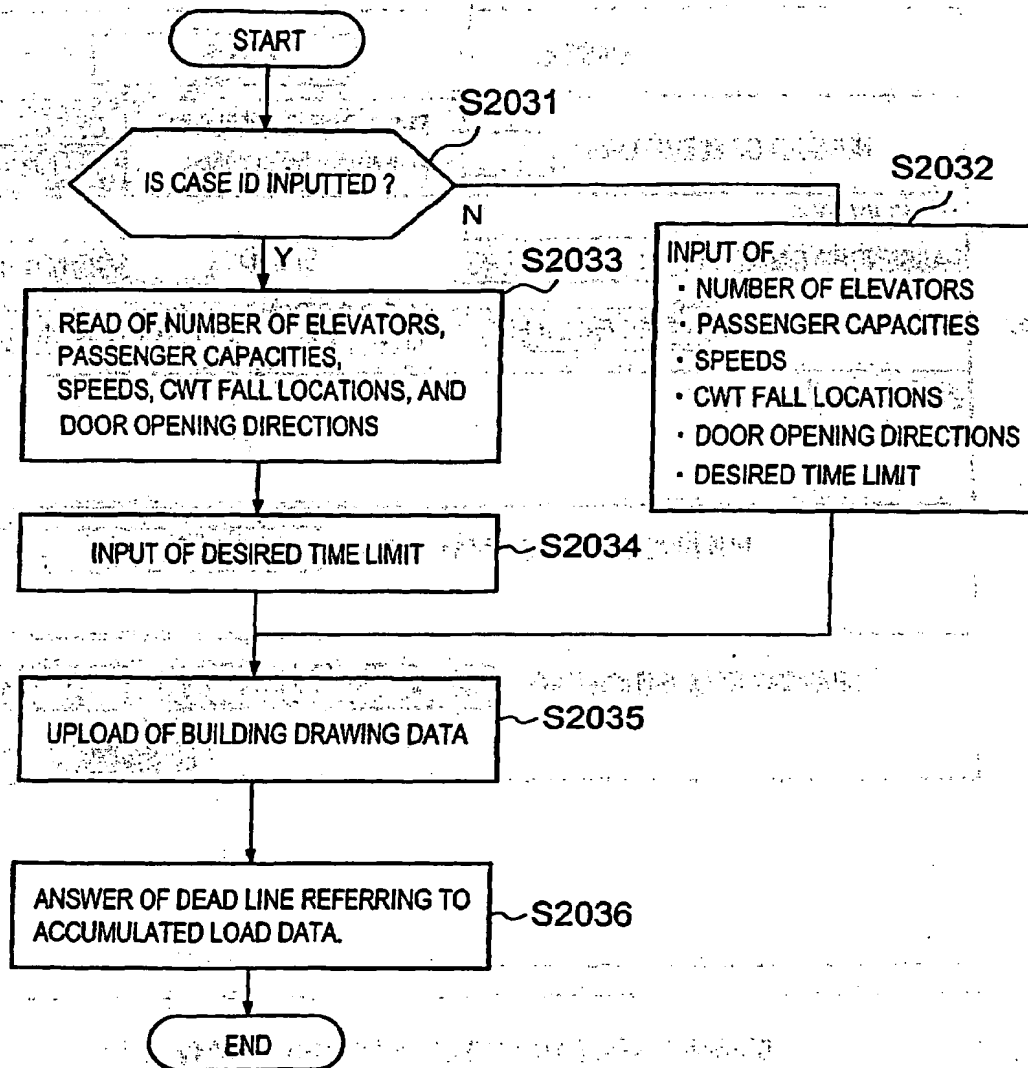 START
S2031
IS CASE ID INPUTTED ?
N
Y
S2032
INPUT OF
· NUMBER OF ELEVATORS
· PASSENGER CAPACITIES
· SPEEDS
· CWT FALL LOCATIONS
· DOOR OPENING DIRECTIONS
· DESIRED TIME LIMIT
S2033
READ OF NUMBER OF ELEVATORS,
PASSENGER CAPACITIES,
SPEEDS, CWT FALL LOCATIONS, AND
DOOR OPENING DIRECTIONS
INPUT OF DESIRED TIME LIMIT
S2034
UPLOAD OF BUILDING DRAWING DATA
S2035
ANSWER OF DEAD LINE REFERRING TO
ACCUMULATED LOAD DATA.
S2036
END